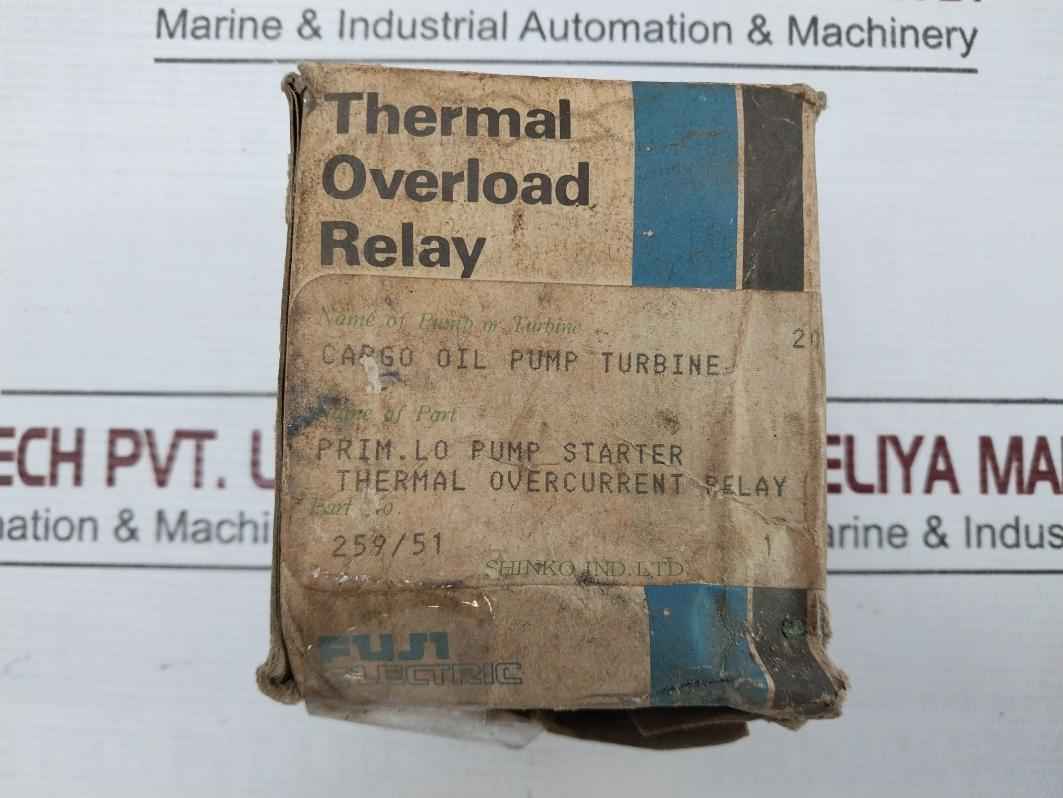 Marine & Industrial Automation & Machinery
Thermal
Overload
Relay
Name of Pump or Turbine
20
CARGO OIL PUMP TURBINE
Name of Part
PRIM.LO PUMP STARTER
THERMAL OVERCURRENT RELAY
Part No
259/51
1
SHINKO IND. LTD.
FUJI
ELECTRIC
ECH PVT.
ELIYA MA
ation & Machi
arine & Indus